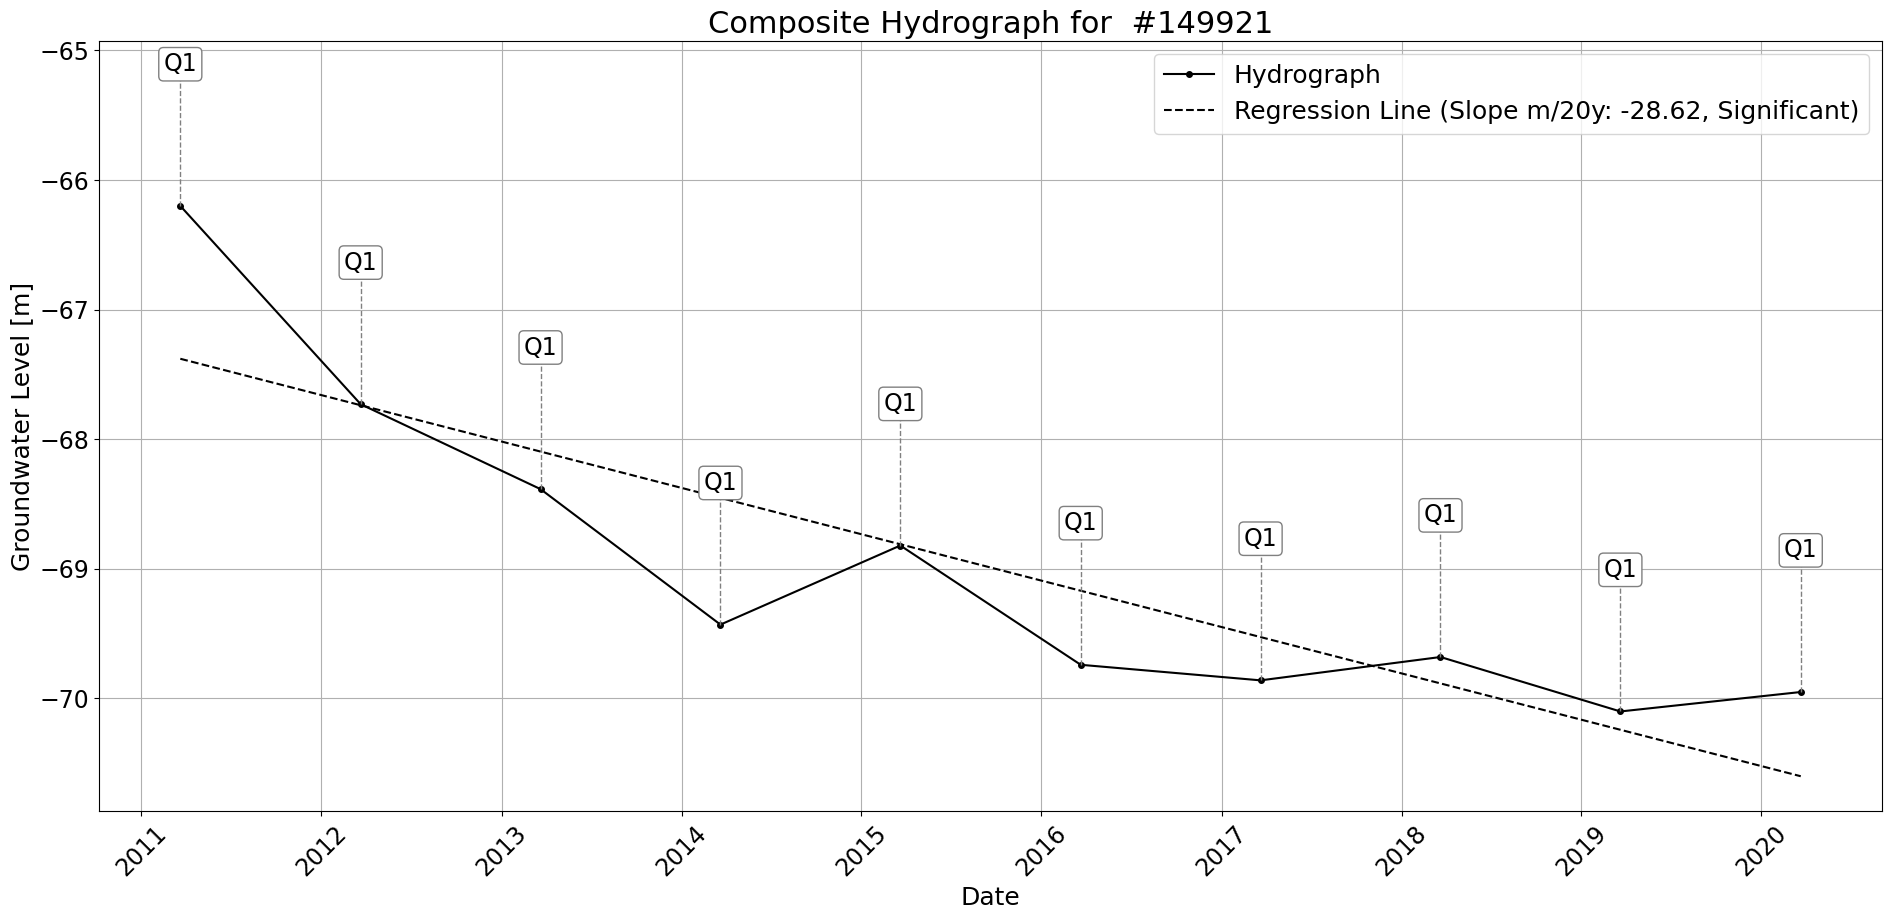 Composite Hydrograph for  #149921
Hydrograph
Regression Line (Slope m/20y: -28.62, Significant)
Groundwater Level [m]
−65
−66
−67
−68
−69
−70
Q1
Q1
Q1
Q1
Q1
Q1
Q1
Q1
Q1
Q1
2011
2012
2013
2014
2015
2016
2017
2018
2019
2020
Date